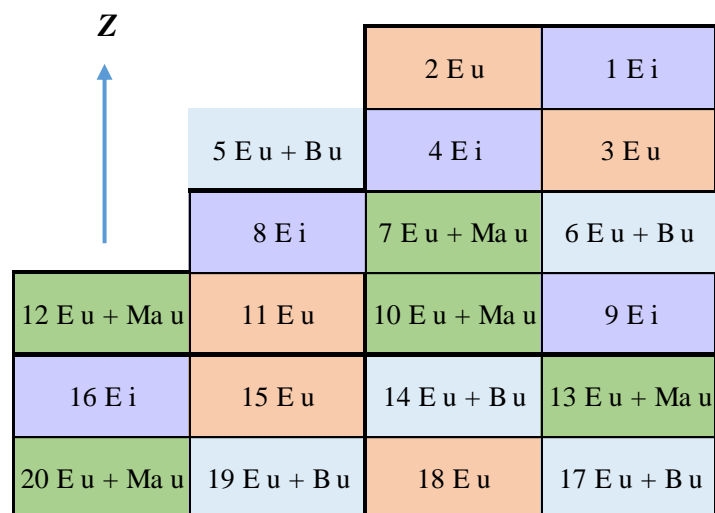 Z
2 E u
1 E i
5 E u + B u
4 E i
3 E u
8 E i
7 E u + Ma u
6 E u + B u
12 E u + Ma u
11 E u
10 E u + Ma u
9 E i
16 E i
15 E u
14 E u + B u
13 E u + Ma u
20 E u + Ma u
19 E u + B u
18 E u
17 E u + B u